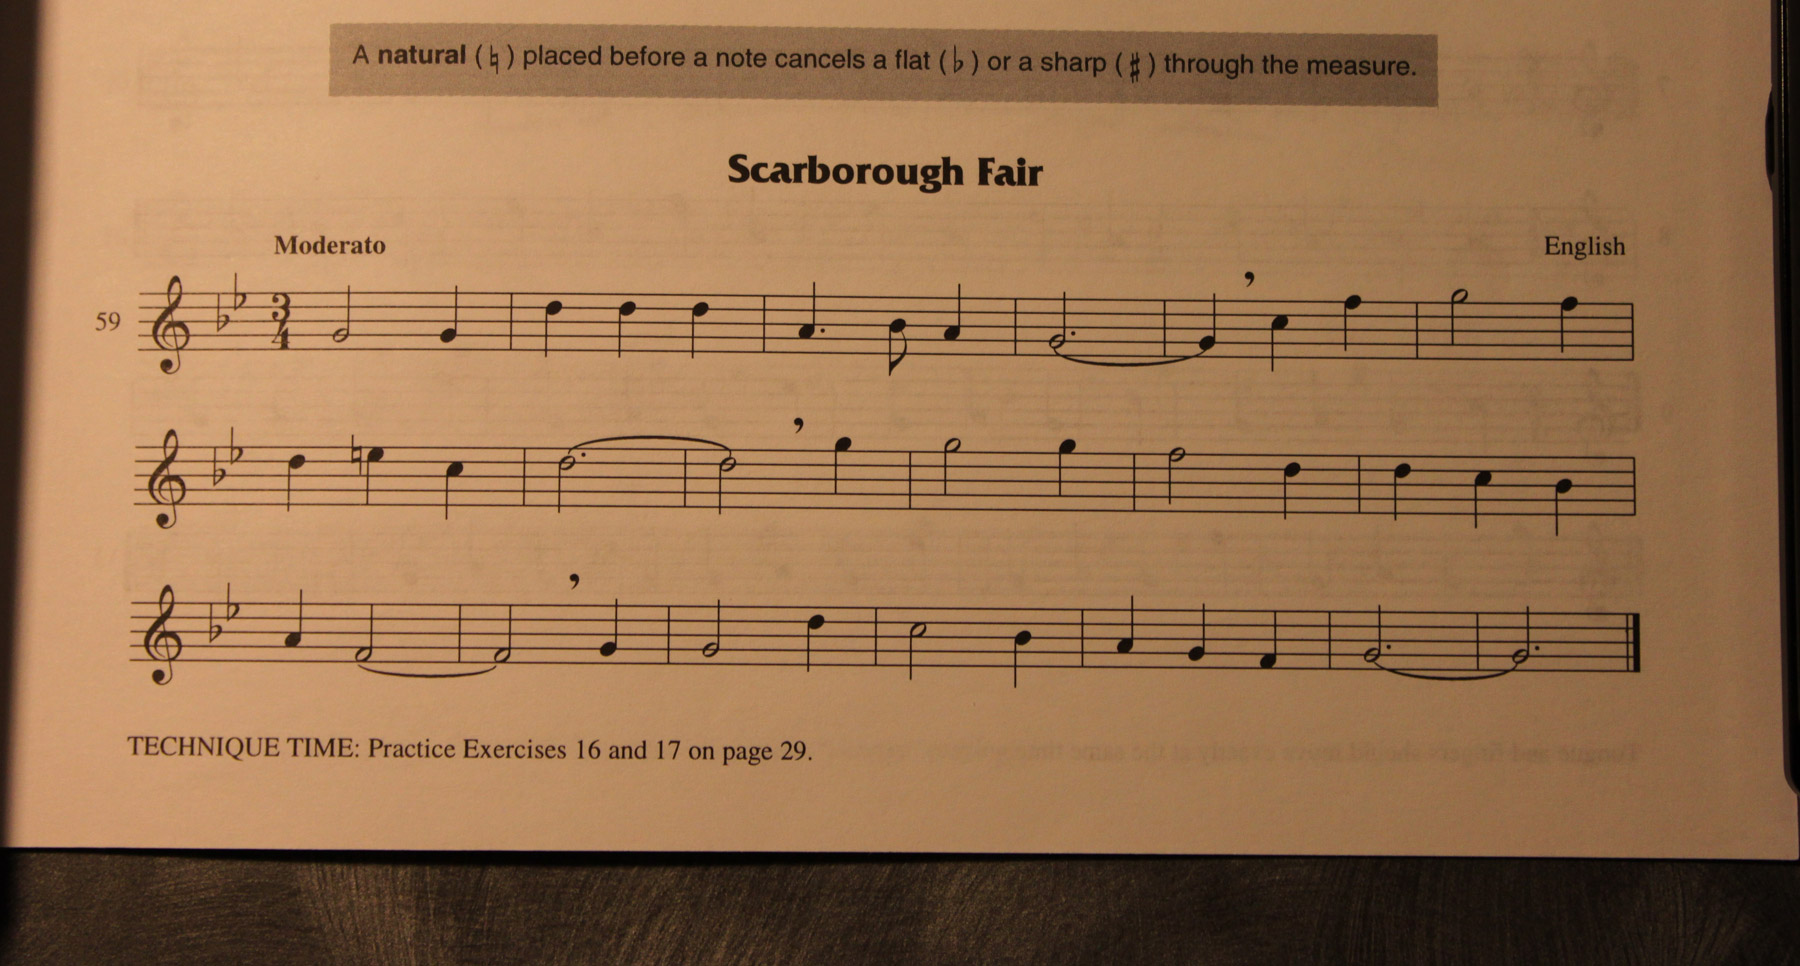 A natural (♮) placed before a note cancels a flat (♭) or a sharp (♯) through the measure.
Scarborough Fair
Moderato
English
59
3
4
TECHNIQUE TIME: Practice Exercises 16 and 17 on page 29.